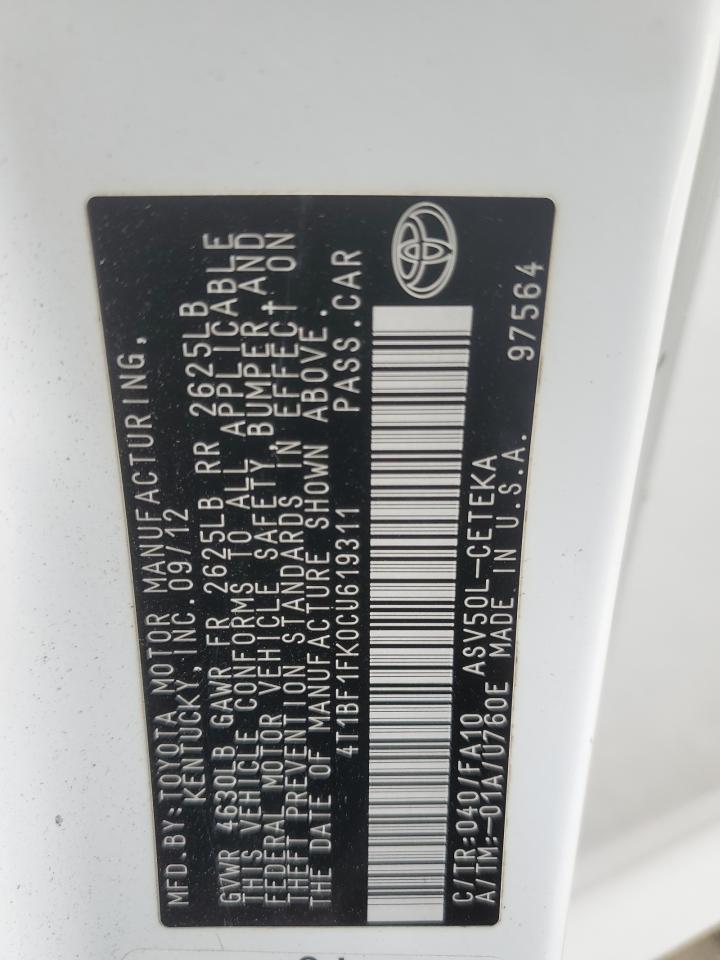 MFD.BY:TOYOTA MOTOR MANUFACTURING,
KENTUCKY, INC. 09/12
GVWR 4630LB GAWR FR 2625LB RR 2625LB
THIS VEHICLE CONFORMS TO ALL APPLICABLE
FEDERAL MOTOR VEHICLE SAFETY, BUMPER, AND
THEFT PREVENTION STANDARDS IN EFFECT ON
THE DATE OF MANUFACTURE SHOWN ABOVE.
4T1BF1FK0CU619311 PASS.CAR
C/TR:040/FA10 ASV50L-CETEKA
A/TM:-01A/U760E MADE IN U.S.A. 97564